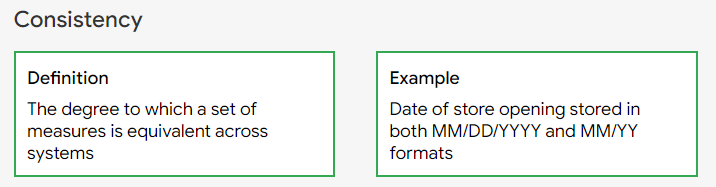 Consistency
Definition
The degree to which a set of
measures is equivalent across
systems
Example
Date of store opening stored in
both MM/DD/YYYY and MM/YY
formats